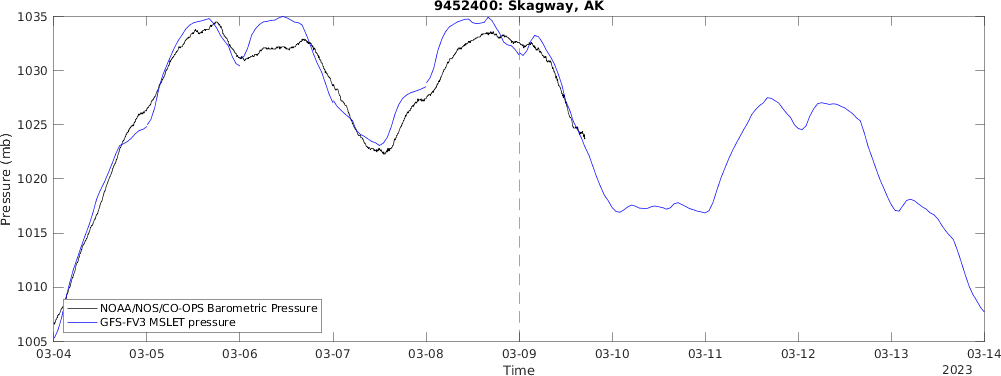 9452400: Skagway, AK
Pressure (mb)
1035
1030
1025
1020
1015
1010
1005
NOAA/NOS/CO-OPS Barometric Pressure
GFS-FV3 MSLET pressure
03-04 03-05 03-06 03-07 03-08 03-09 03-10 03-11 03-12 03-13 03-14
Time
2023